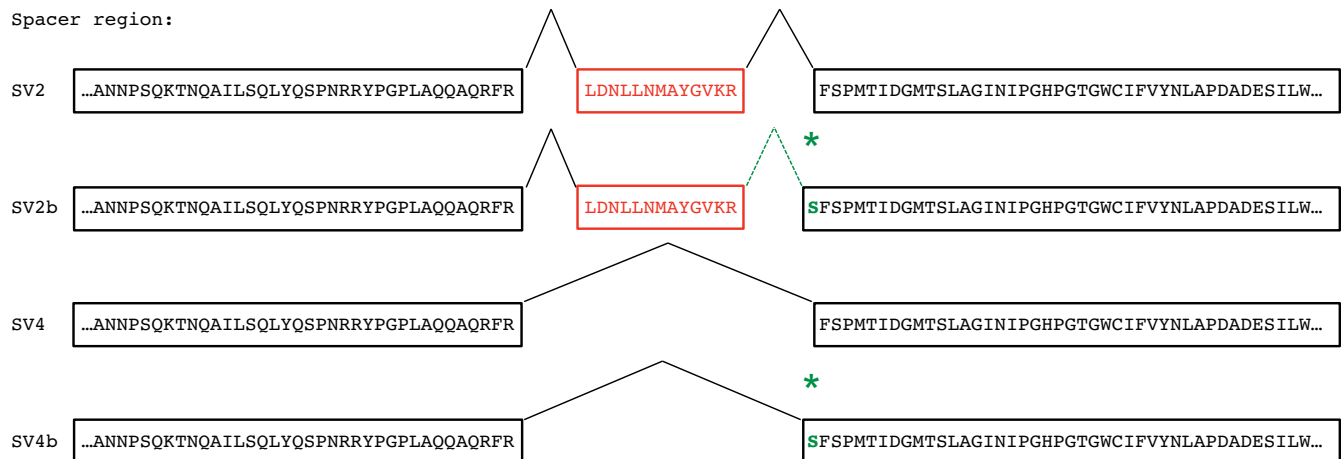 Spacer region:
SV2 …ANNPSQKTNQAILSQLYQSPNRRYPGPLAQQAQRFR LDNLLNMAYGVKR FSPMTIDGMTSLAGINIPGHPGTGWCIFVYNLAPDADESILW…
*
SV2b …ANNPSQKTNQAILSQLYQSPNRRYPGPLAQQAQRFR LDNLLNMAYGVKR SFSPMTIDGMTSLAGINIPGHPGTGWCIFVYNLAPDADESILW…
SV4 …ANNPSQKTNQAILSQLYQSPNRRYPGPLAQQAQRFR FSPMTIDGMTSLAGINIPGHPGTGWCIFVYNLAPDADESILW…
*
SV4b …ANNPSQKTNQAILSQLYQSPNRRYPGPLAQQAQRFR SFSPMTIDGMTSLAGINIPGHPGTGWCIFVYNLAPDADESILW…